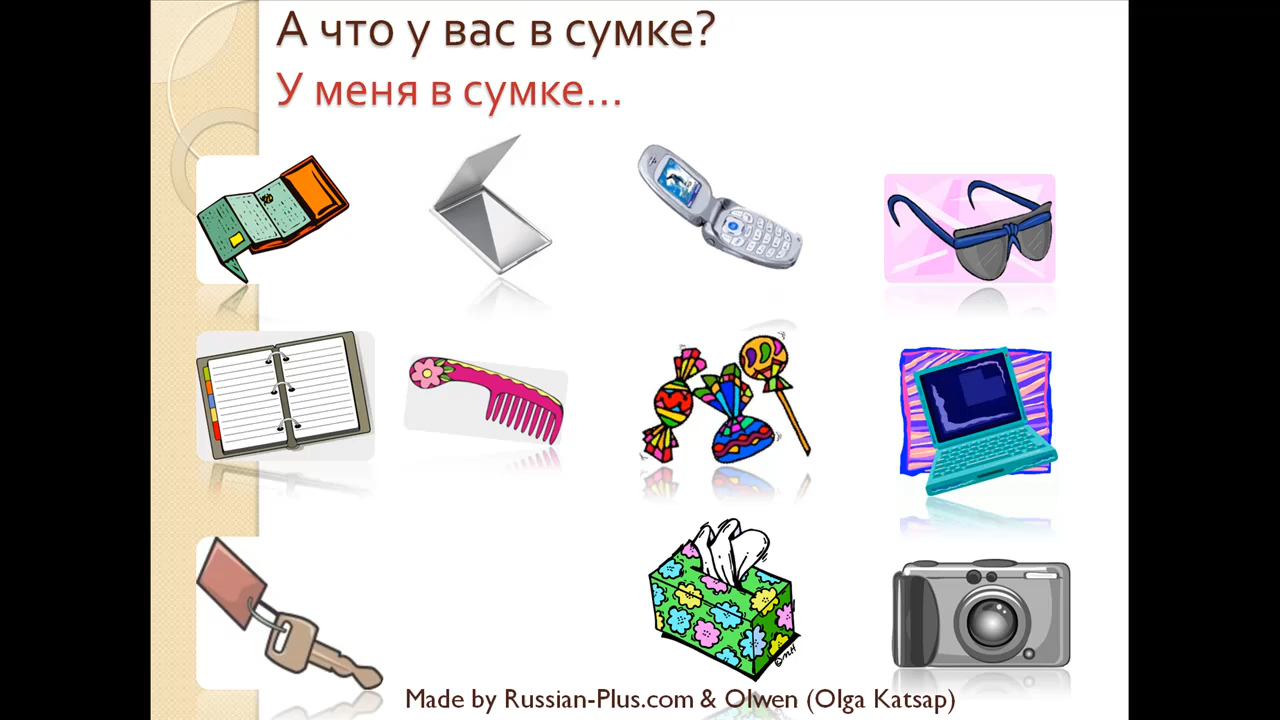 А что у вас в сумке?
У меня в сумке...
Made by Russian-Plus.com & Olwen (Olga Katsap)